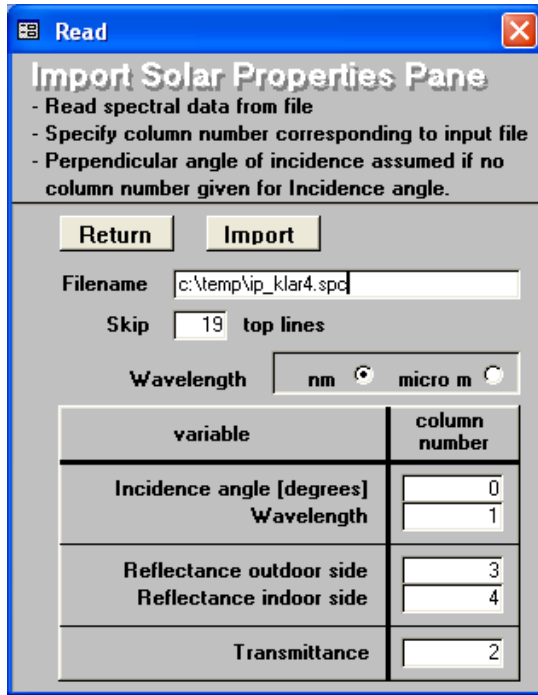 Read
Import Solar Properties Pane
- Read spectral data from file
- Specify column number corresponding to input file
- Perpendicular angle of incidence assumed if no
column number given for Incidence angle.
Return Import
Filename c:\temp\ip_klar4.spc
Skip 19 top lines
Wavelength nm micro m
variable column number
Incidence angle [degrees] 0
Wavelength 1
Reflectance outdoor side 3
Reflectance indoor side 4
Transmittance 2